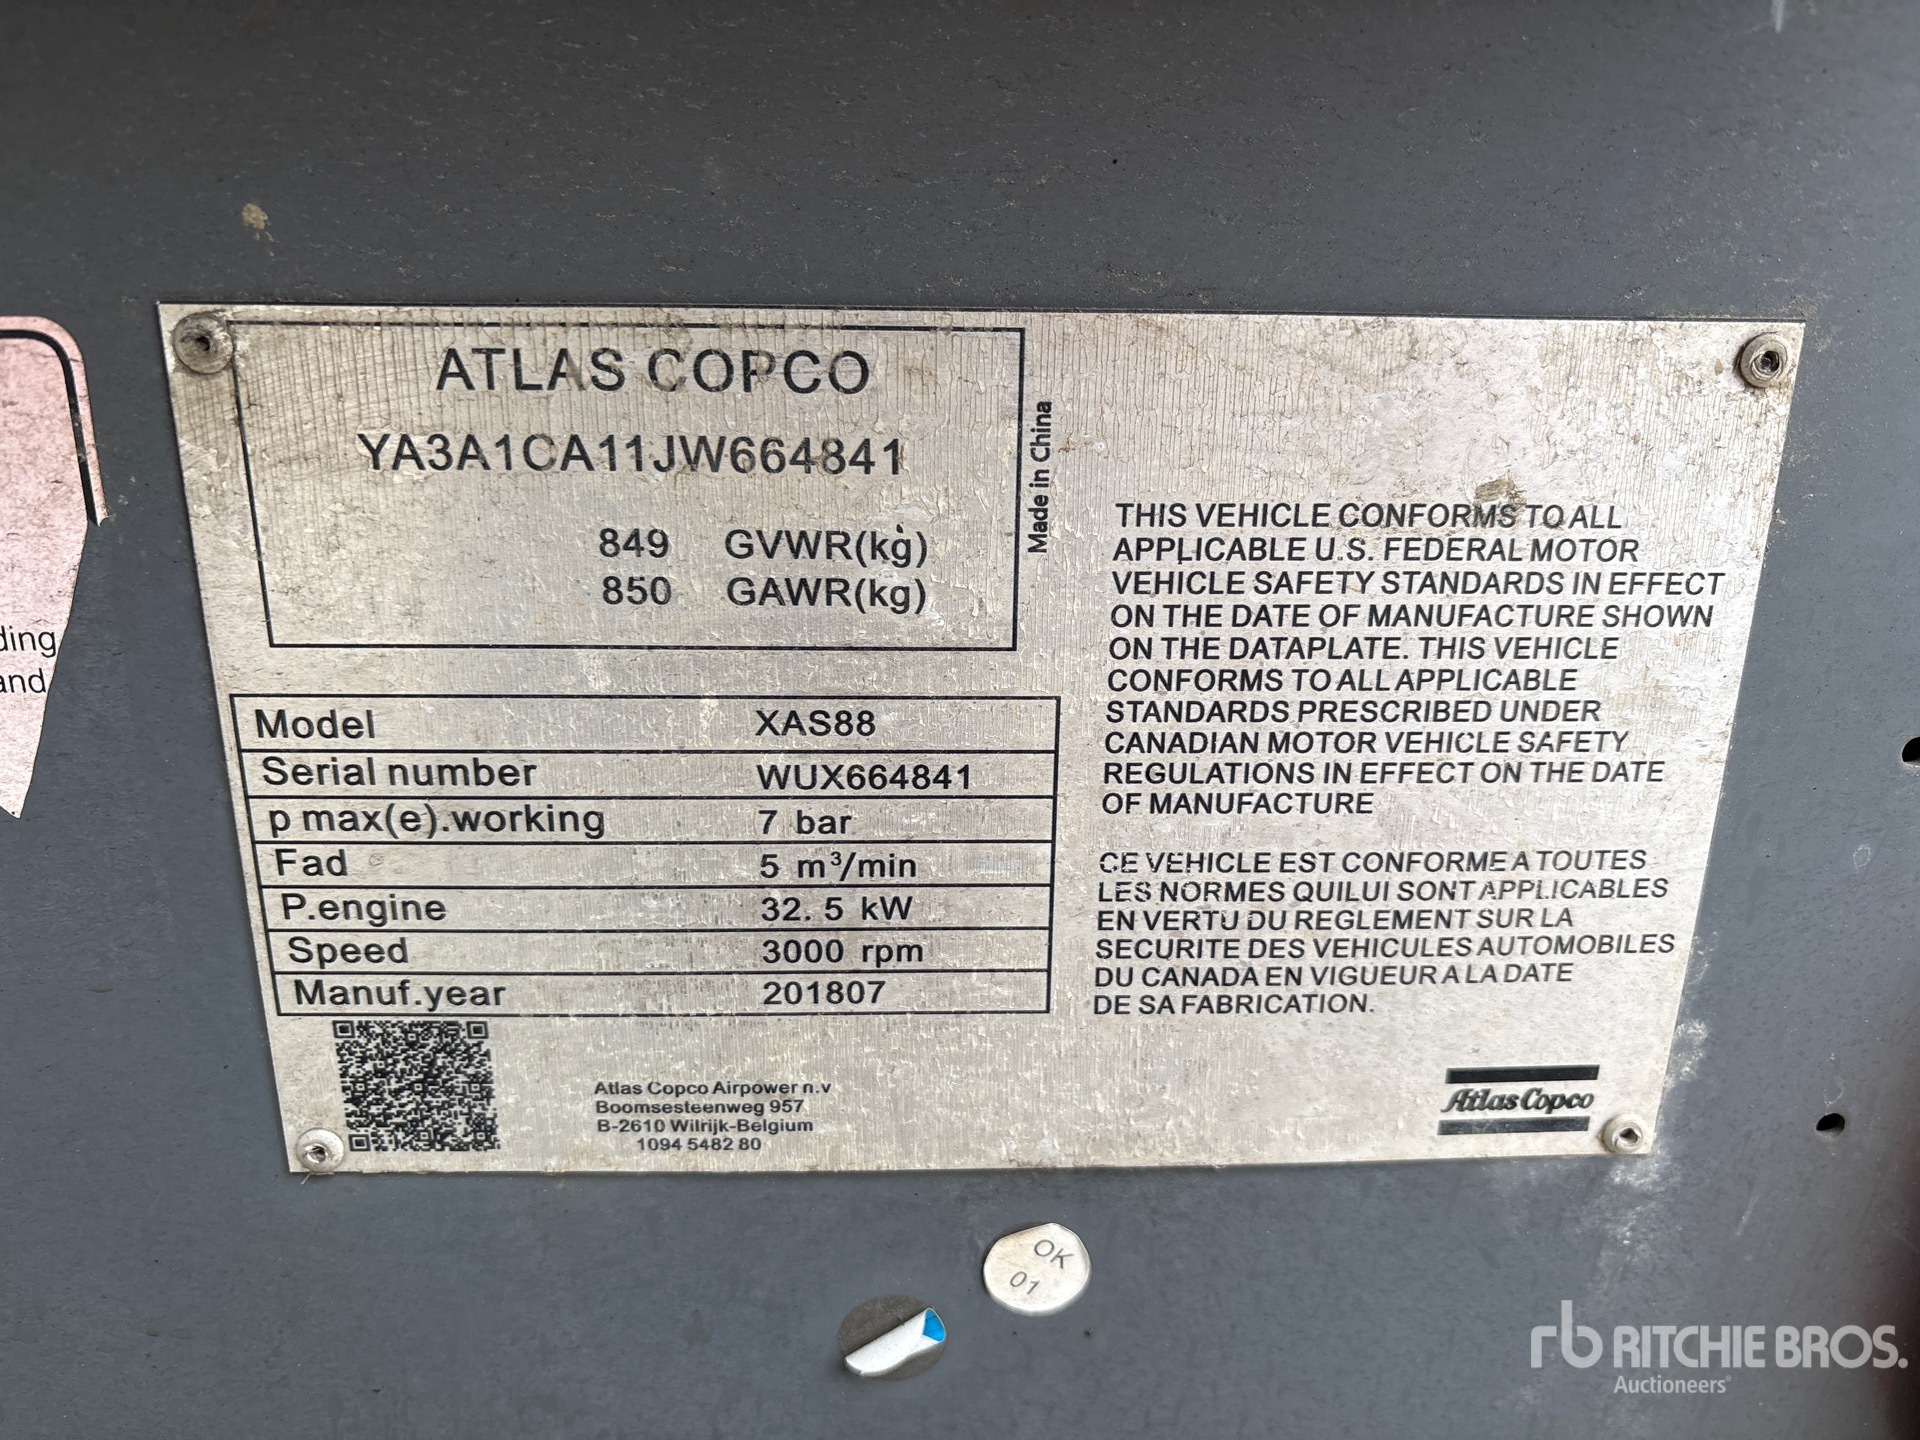 ding
and
ATLAS COPCO
YA3A1CA11JW664841
849 GVWR(kg)
850 GAWR(kg)
Made in China
Model XAS88
Serial number WUX664841
p max(e).working 7 bar
Fad 5 m³/min
P.engine 32.5 kW
Speed 3000 rpm
Manuf.year 201807
Atlas Copco Airpower n.v
Boomsesteenweg 957
B-2610 Wilrijk-Belgium
1094 5482 80
THIS VEHICLE CONFORMS TO ALL
APPLICABLE U.S. FEDERAL MOTOR
VEHICLE SAFETY STANDARDS IN EFFECT
ON THE DATE OF MANUFACTURE SHOWN
ON THE DATAPLATE. THIS VEHICLE
CONFORMS TO ALL APPLICABLE
STANDARDS PRESCRIBED UNDER
CANADIAN MOTOR VEHICLE SAFETY
REGULATIONS IN EFFECT ON THE DATE
OF MANUFACTURE
CE VEHICLE EST CONFORME A TOUTES
LES NORMES QUILUI SONT APPLICABLES
EN VERTU DU REGLEMENT SUR LA
SECURITE DES VEHICULES AUTOMOBILES
DU CANADA EN VIGUEUR A LA DATE
DE SA FABRICATION.
Atlas Copco
OK
01
rb RITCHIE BROS.
Auctioneers